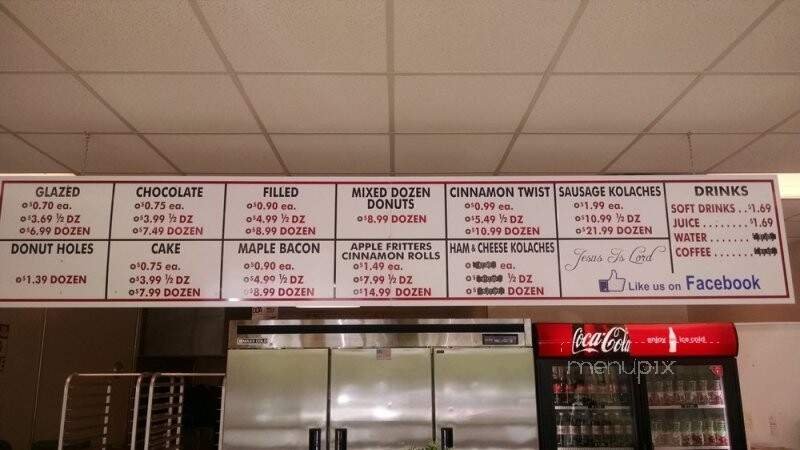 GLAZED
$0.70 ea.
$3.69 ½ DZ
$6.99 DOZEN
CHOCOLATE
$0.75 ea.
$3.99 ½ DZ
$7.49 DOZEN
FILLED
$0.90 ea.
$4.99 ½ DZ
$8.99 DOZEN
MIXED DOZEN
DONUTS
$8.99 DOZEN
CINNAMON TWIST
$0.99 ea.
$5.49 ½ DZ
$10.99 DOZEN
SAUSAGE KOLACHES
$1.99 ea.
$10.99 ½ DZ
$21.99 DOZEN
DRINKS
SOFT DRINKS .. $1.69
JUICE ........ $1.69
WATER ........
COFFEE .......
DONUT HOLES
$1.39 DOZEN
CAKE
$0.75 ea.
$3.99 ½ DZ
$7.99 DOZEN
MAPLE BACON
$0.90 ea.
$4.99 ½ DZ
$8.99 DOZEN
APPLE FRITTERS
CINNAMON ROLLS
$1.49 ea.
$7.99 ½ DZ
$14.99 DOZEN
HAM & CHEESE KOLACHES
ea.
½ DZ
DOZEN
Jesus Is Lord
Like us on Facebook
Coca-Cola
enjoy ice cold
menupix